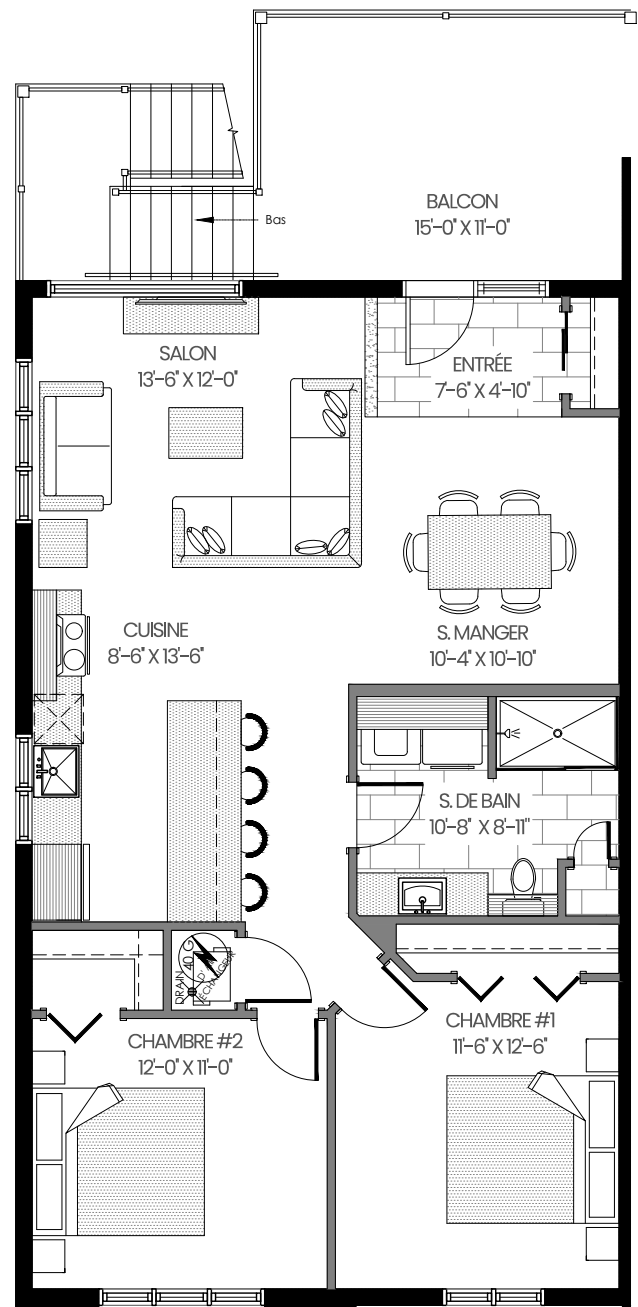 BALCON
15'-0" X 11'-0"
Bas
SALON
13'-6" X 12'-0"
ENTRÉE
7'-6" X 4'-10"
CUISINE
8'-6" X 13'-6"
S. MANGER
10'-4" X 10'-10"
S. DE BAIN
10'-8" X 8'-11"
DRAIN
40 G
D'AIR
ÉCHANGEUR
CHAMBRE #2
12'-0" X 11'-0"
CHAMBRE #1
11'-6" X 12'-6"